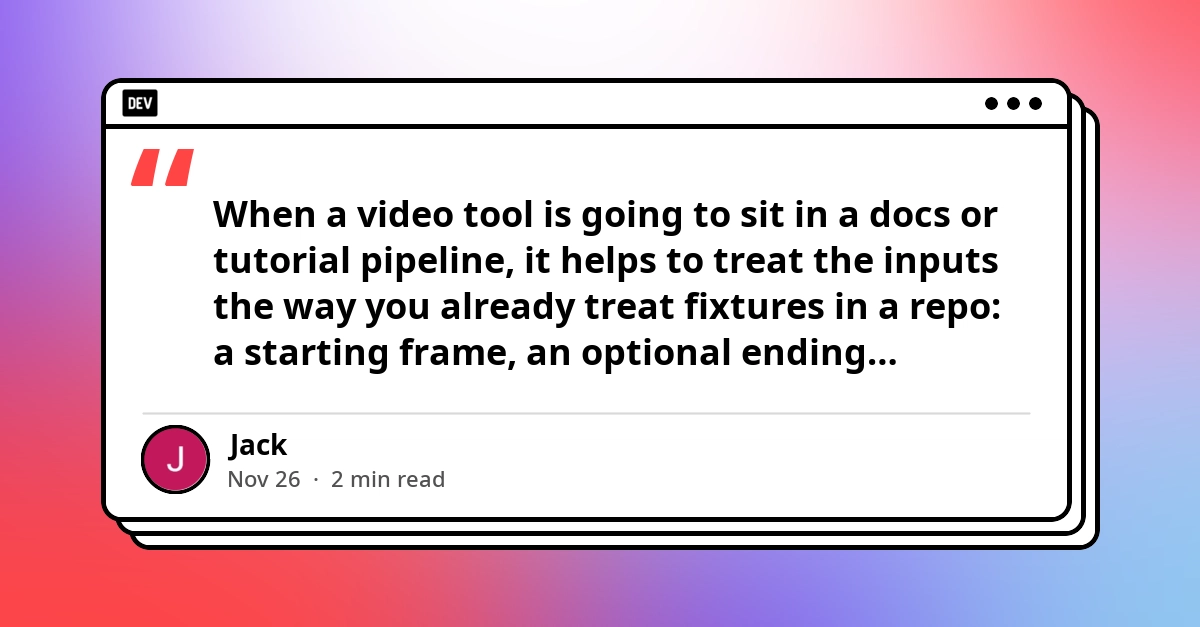 DEV
“
When a video tool is going to sit in a docs or
tutorial pipeline, it helps to treat the inputs
the way you already treat fixtures in a repo:
a starting frame, an optional ending...
J
Jack
Nov 26 · 2 min read